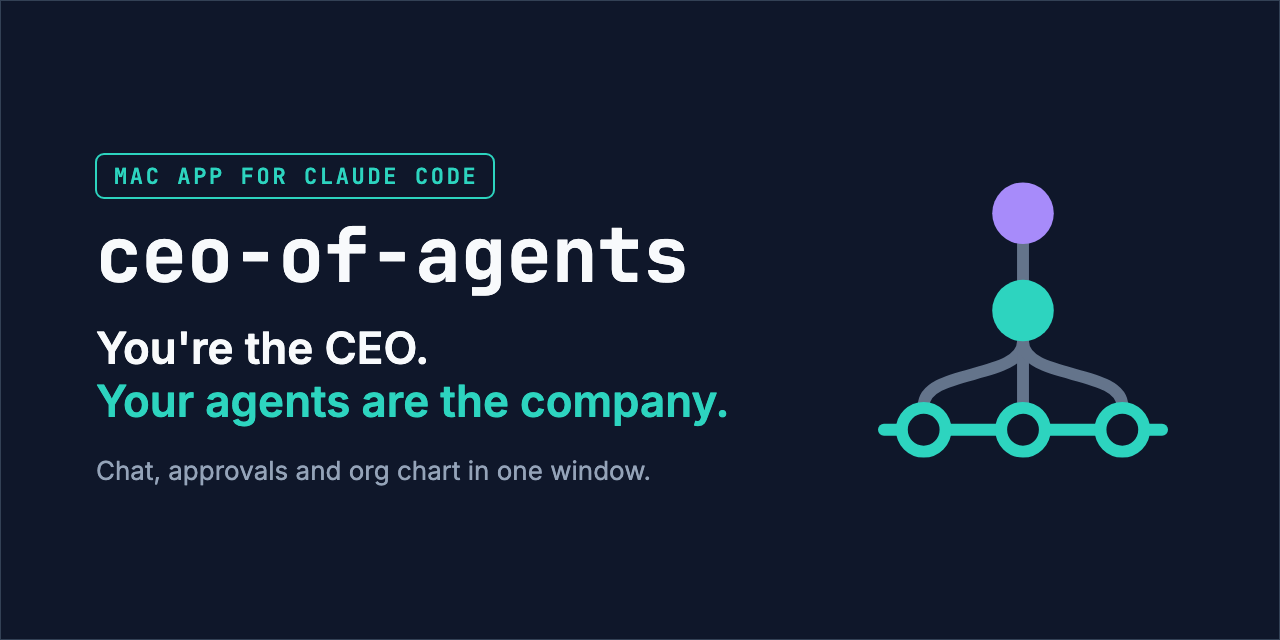 MAC APP FOR CLAUDE CODE
ceo-of-agents
You're the CEO.
Your agents are the company.
Chat, approvals and org chart in one window.